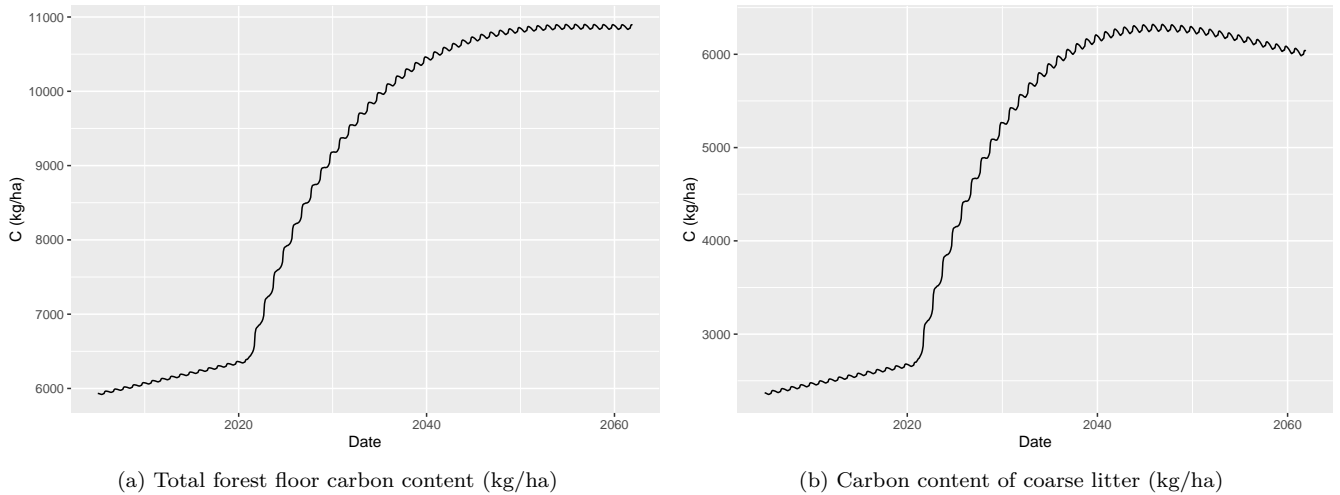 11000
10000
9000
8000
7000
6000
C (kg/ha)
2020
2040
2060
Date
(a) Total forest floor carbon content (kg/ha)
6000
5000
4000
3000
C (kg/ha)
2020
2040
2060
Date
(b) Carbon content of coarse litter (kg/ha)